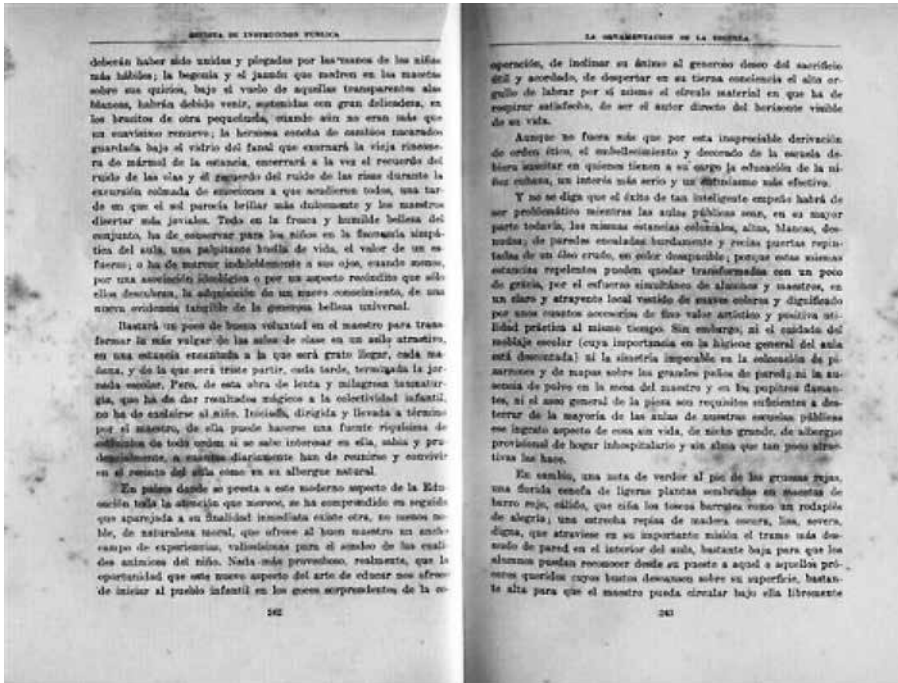 REVISTA DE INSTRUCCION PUBLICA
deberán haber sido unidas y plegadas por las manos de las niñas
más hábiles; la begonia y el jazmín que medren en las macetas
sobre sus quicios, bajo el vuelo de aquellas transparentes alas
blancas, habrán debido venir, sostenidas con gran delicadeza, en
los bracitos de otra pequeñuela, cuando aún no eran más que
un suavísimo renuevo; la hermosa concha de cambios nacarados
guardada bajo el vidrio del fanal que exornará la vieja rincone-
ra de mármol de la estancia, encerrará a la vez el recuerdo del
ruido de las olas y el recuerdo del ruido de las risas durante la
excursión colmada de emociones a que acudieron todos, una tar-
de en que el sol parecía brillar más dulcemente y los maestros
disertar más joviales. Todo en la fresca y humilde belleza del
conjunto, ha de conservar para los niños en la fisonomía simpá-
tica del aula, una palpitante huella de vida, el valor de un es-
fuerzo; o ha de marcar indeleblemente a sus ojos, cuando menos,
por una asociación ideológica o por un aspecto recóndito que sólo
ellos descubran, la adquisición de un nuevo conocimiento, de una
nueva evidencia tangible de la generosa belleza universal.
Bastará un poco de buena voluntad en el maestro para trans-
formar la más vulgar de las salas de clase en un asilo atractivo,
en una estancia encantada a la que será grato llegar, cada ma-
ñana, y de la que será triste partir, cada tarde, terminada la jor-
nada escolar. Pero, de esta obra de lenta y milagrosa taumatur-
gia, que ha de dar resultados mágicos a la colectividad infantil,
no ha de excluirse al niño. Iniciada, dirigida y llevada a término
por el maestro, de ella puede hacerse una fuente riquísima de
estímulos de todo orden si se sabe interesar en ella, sabia y pru-
dencialmente, a cuantos diariamente han de reunirse y convivir
en el recinto del aula como en su albergue natural.
En países donde se presta a este moderno aspecto de la Edu-
cación toda la atención que merece, se ha comprendido en seguida
que aparejada a su finalidad inmediata existe otra, no menos no-
ble, de naturaleza moral, que ofrece al buen maestro un ancho
campo de experiencias, valiosísimas para el sondeo de las cuali-
dades anímicas del niño. Nada más provechoso, realmente, que la
oportunidad que este nuevo aspecto del arte de educar nos ofrece
de iniciar al pueblo infantil en los goces sorprendentes de la co-
242
LA ORNAMENTACION DE LA ESCUELA
operación, de inclinar su ánimo al generoso deseo del sacrificio
útil y acordado, de despertar en su tierna conciencia el alto or-
gullo de labrar por sí mismo el círculo material en que ha de
respirar satisfecho, de ser el autor directo del horizonte visible
de su vida.
Aunque no fuera más que por esta inapreciable derivación
de orden ético, el embellecimiento y decorado de la escuela de-
biera suscitar en quienes tienen a su cargo la educación de la ni-
ñez cubana, un interés más serio y un entusiasmo más efectivo.
Y no se diga que el éxito de tan inteligente empeño habrá de
ser problemático mientras las aulas públicas sean, en su mayor
parte todavía, las mismas estancias coloniales, altas, blancas, des-
nudas; de paredes encaladas burdamente y recias puertas repin-
tadas de un óleo crudo, en color desapacible; porque estas mismas
estancias repelentes pueden quedar transformadas con un poco
de gracia, por el esfuerzo simultáneo de alumnos y maestros, en
un claro y atrayente local vestido de suaves colores y dignificado
por unos cuantos accesorios de fino valor artístico y positiva uti-
lidad práctica al mismo tiempo. Sin embargo, ni el cuidado del
moblaje escolar (cuya importancia en la higiene general del aula
está descontada) ni la simetría impecable en la colocación de pi-
zarrones y de mapas sobre los grandes paños de pared; ni la au-
sencia de polvo en la mesa del maestro y en los pupitres flaman-
tes, ni el aseo general de la pieza son requisitos suficientes a des-
terrar de la mayoría de las aulas de nuestras escuelas públicas
ese ingrato aspecto de cosa sin vida, de nicho grande, de albergue
provisional de hogar inhospitalario y sin alma que tan poco atrac-
tivas las hace.
En cambio, una nota de verdor al pie de las gruesas rejas,
una florida cenefa de ligeras plantas sembradas en macetas de
barro rojo, cálido, que ciña los toscos barrotes como un rodapiés
de alegría; una estrecha repisa de madera oscura, lisa, severa,
digna, que atraviese en su importante misión el tramo más des-
nudo de pared en el interior del aula, bastante baja para que los
alumnos puedan reconocer desde su puesto a aquel o aquellos pró-
ceres queridos cuyos bustos descansen sobre su superficie, bastan-
te alta para que el maestro pueda circular bajo ella libremente
243